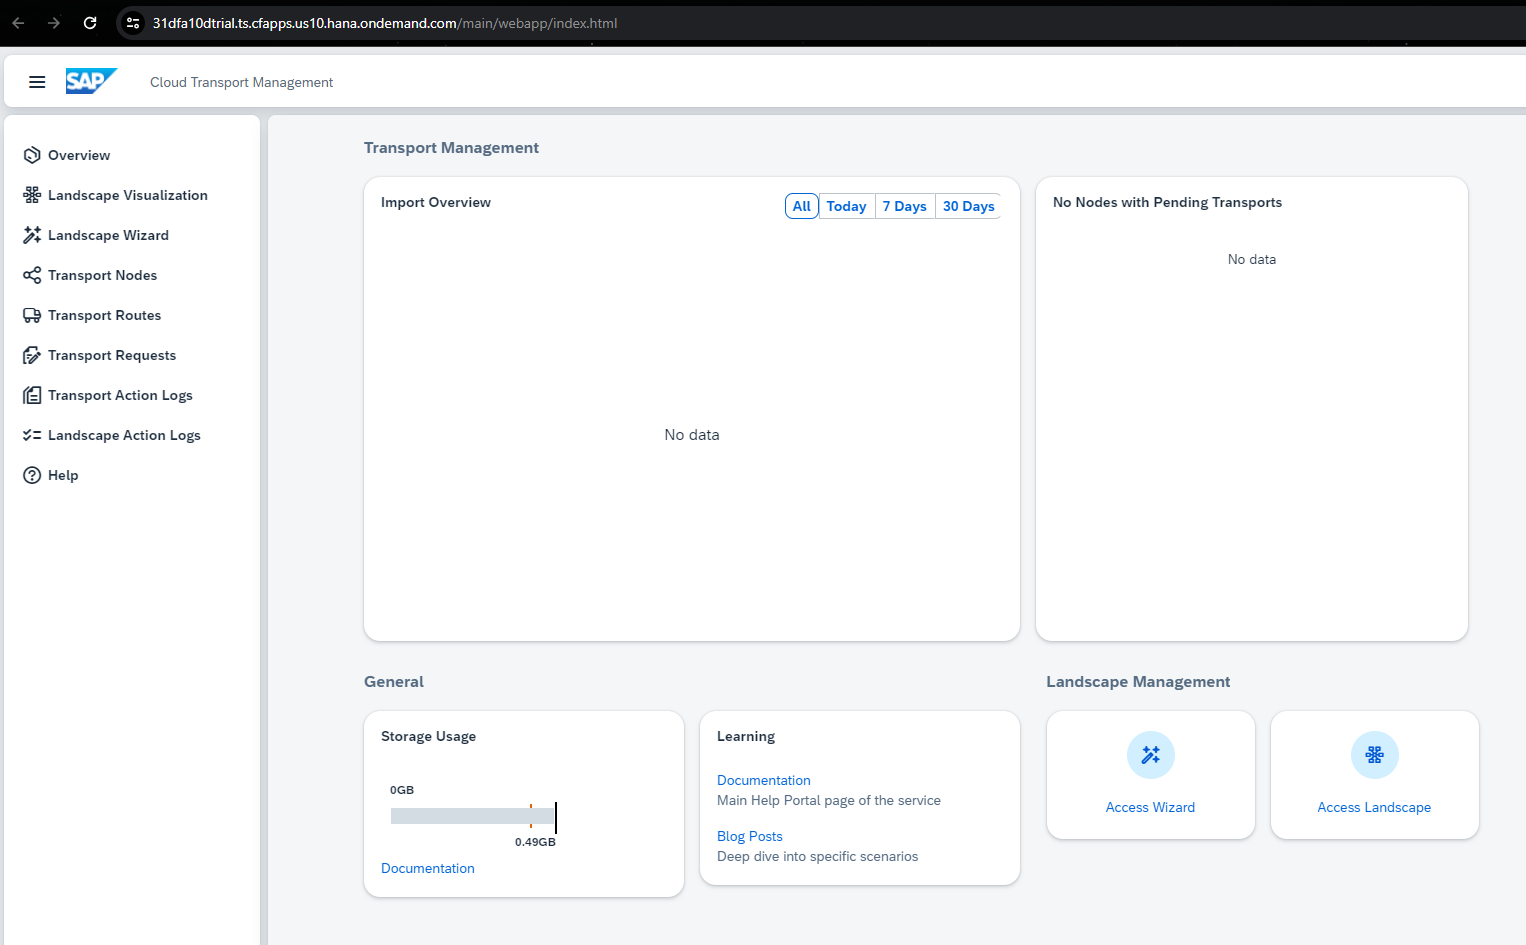 31dfa10dtrial.ts.cfapps.us10.hana.ondemand.com/main/webapp/index.html
SAP Cloud Transport Management
Overview
Landscape Visualization
Landscape Wizard
Transport Nodes
Transport Routes
Transport Requests
Transport Action Logs
Landscape Action Logs
Help
Transport Management
Import Overview
All Today 7 Days 30 Days
No data
No Nodes with Pending Transports
No data
General
Storage Usage
0GB
0.49GB
Documentation
Learning
Documentation
Main Help Portal page of the service
Blog Posts
Deep dive into specific scenarios
Landscape Management
Access Wizard
Access Landscape